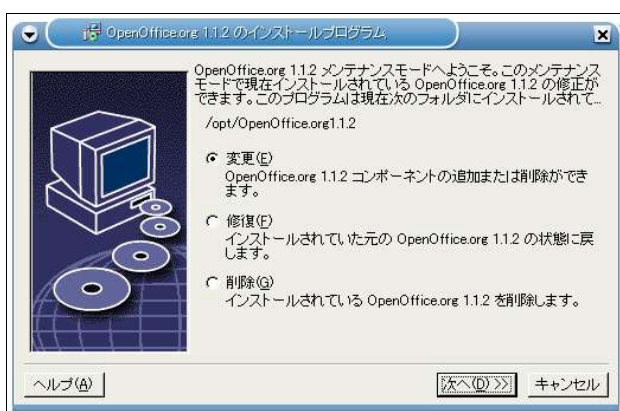 OpenOffice.org 1.1.2 のインストールプログラム
OpenOffice.org 1.1.2 メンテナンスモードへようこそ。このメンテナンス
モードで現在インストールされている OpenOffice.org 1.1.2 の修正が
できます。このプログラムは現在次のフォルダにインストールされて...
/opt/OpenOffice.org1.1.2
変更(E)
OpenOffice.org 1.1.2 コンポーネントの追加または削除ができ
ます。
修復(F)
インストールされていた元の OpenOffice.org 1.1.2 の状態に戻
します。
削除(G)
インストールされている OpenOffice.org 1.1.2 を削除します。
ヘルプ(A)
次へ(D) >>
キャンセル